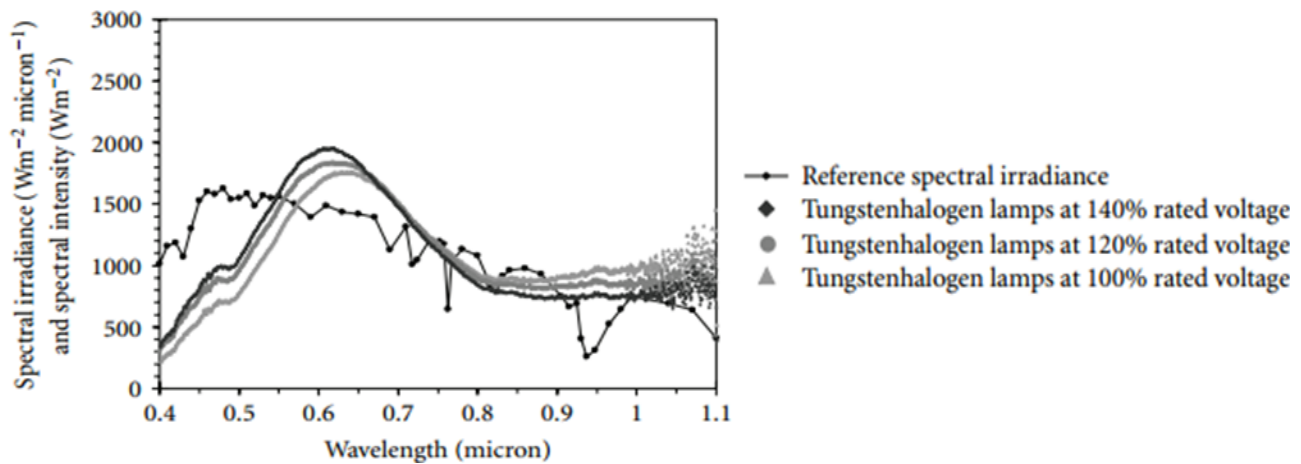 Spectral irradiance (Wm−2 micron−1)
and spectral intensity (Wm−2)
3000
2500
2000
1500
1000
500
0
0.4 0.5 0.6 0.7 0.8 0.9 1 1.1
Wavelength (micron)
Reference spectral irradiance
Tungstenhalogen lamps at 140% rated voltage
Tungstenhalogen lamps at 120% rated voltage
Tungstenhalogen lamps at 100% rated voltage